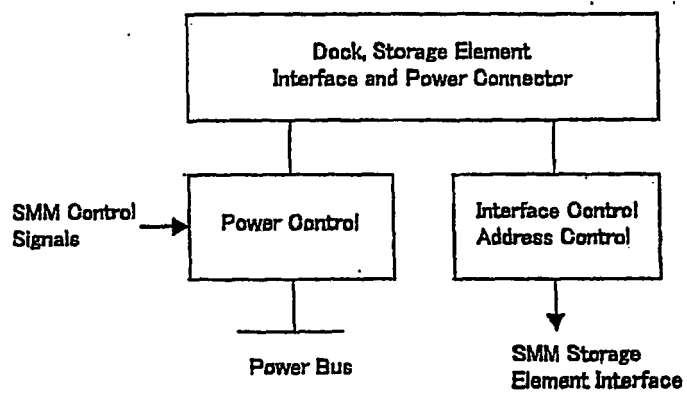 Dock, Storage Element
Interface and Power Connector
SMM Control
Signals
Power Control
Interface Control
Address Control
Power Bus
SMM Storage
Element Interface